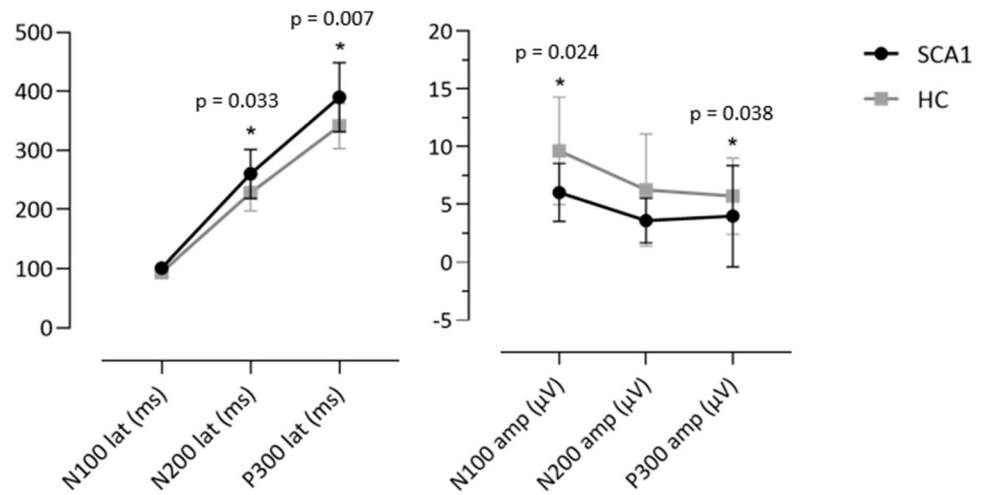 500
400
300
200
100
0
p = 0.033
*
p = 0.007
*
N100 lat (ms)
N200 lat (ms)
P300 lat (ms)
20
15
10
5
0
-5
p = 0.024
*
p = 0.038
*
N100 amp (μV)
N200 amp (μV)
P300 amp (μV)
SCA1
HC